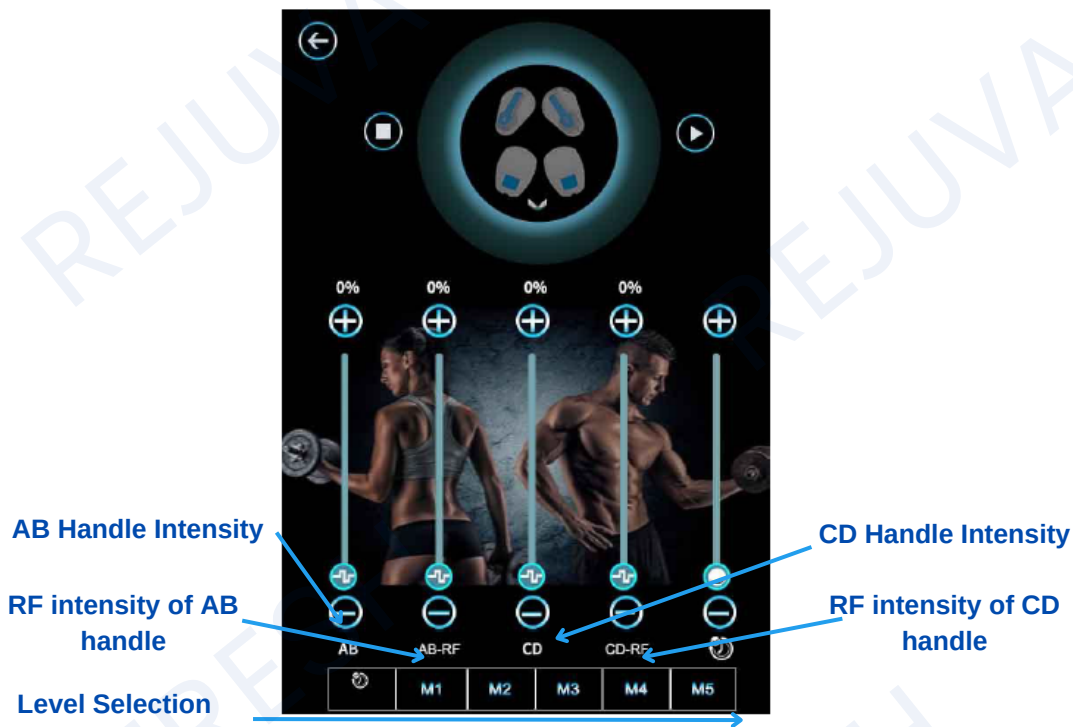 0%
0%
0%
0%
AB Handle Intensity
CD Handle Intensity
RF intensity of AB
handle
RF intensity of CD
handle
AB
AB-RF
CD
CD-RF
M1
M2
M3
M4
M5
Level Selection
REJUVA
REJUVA